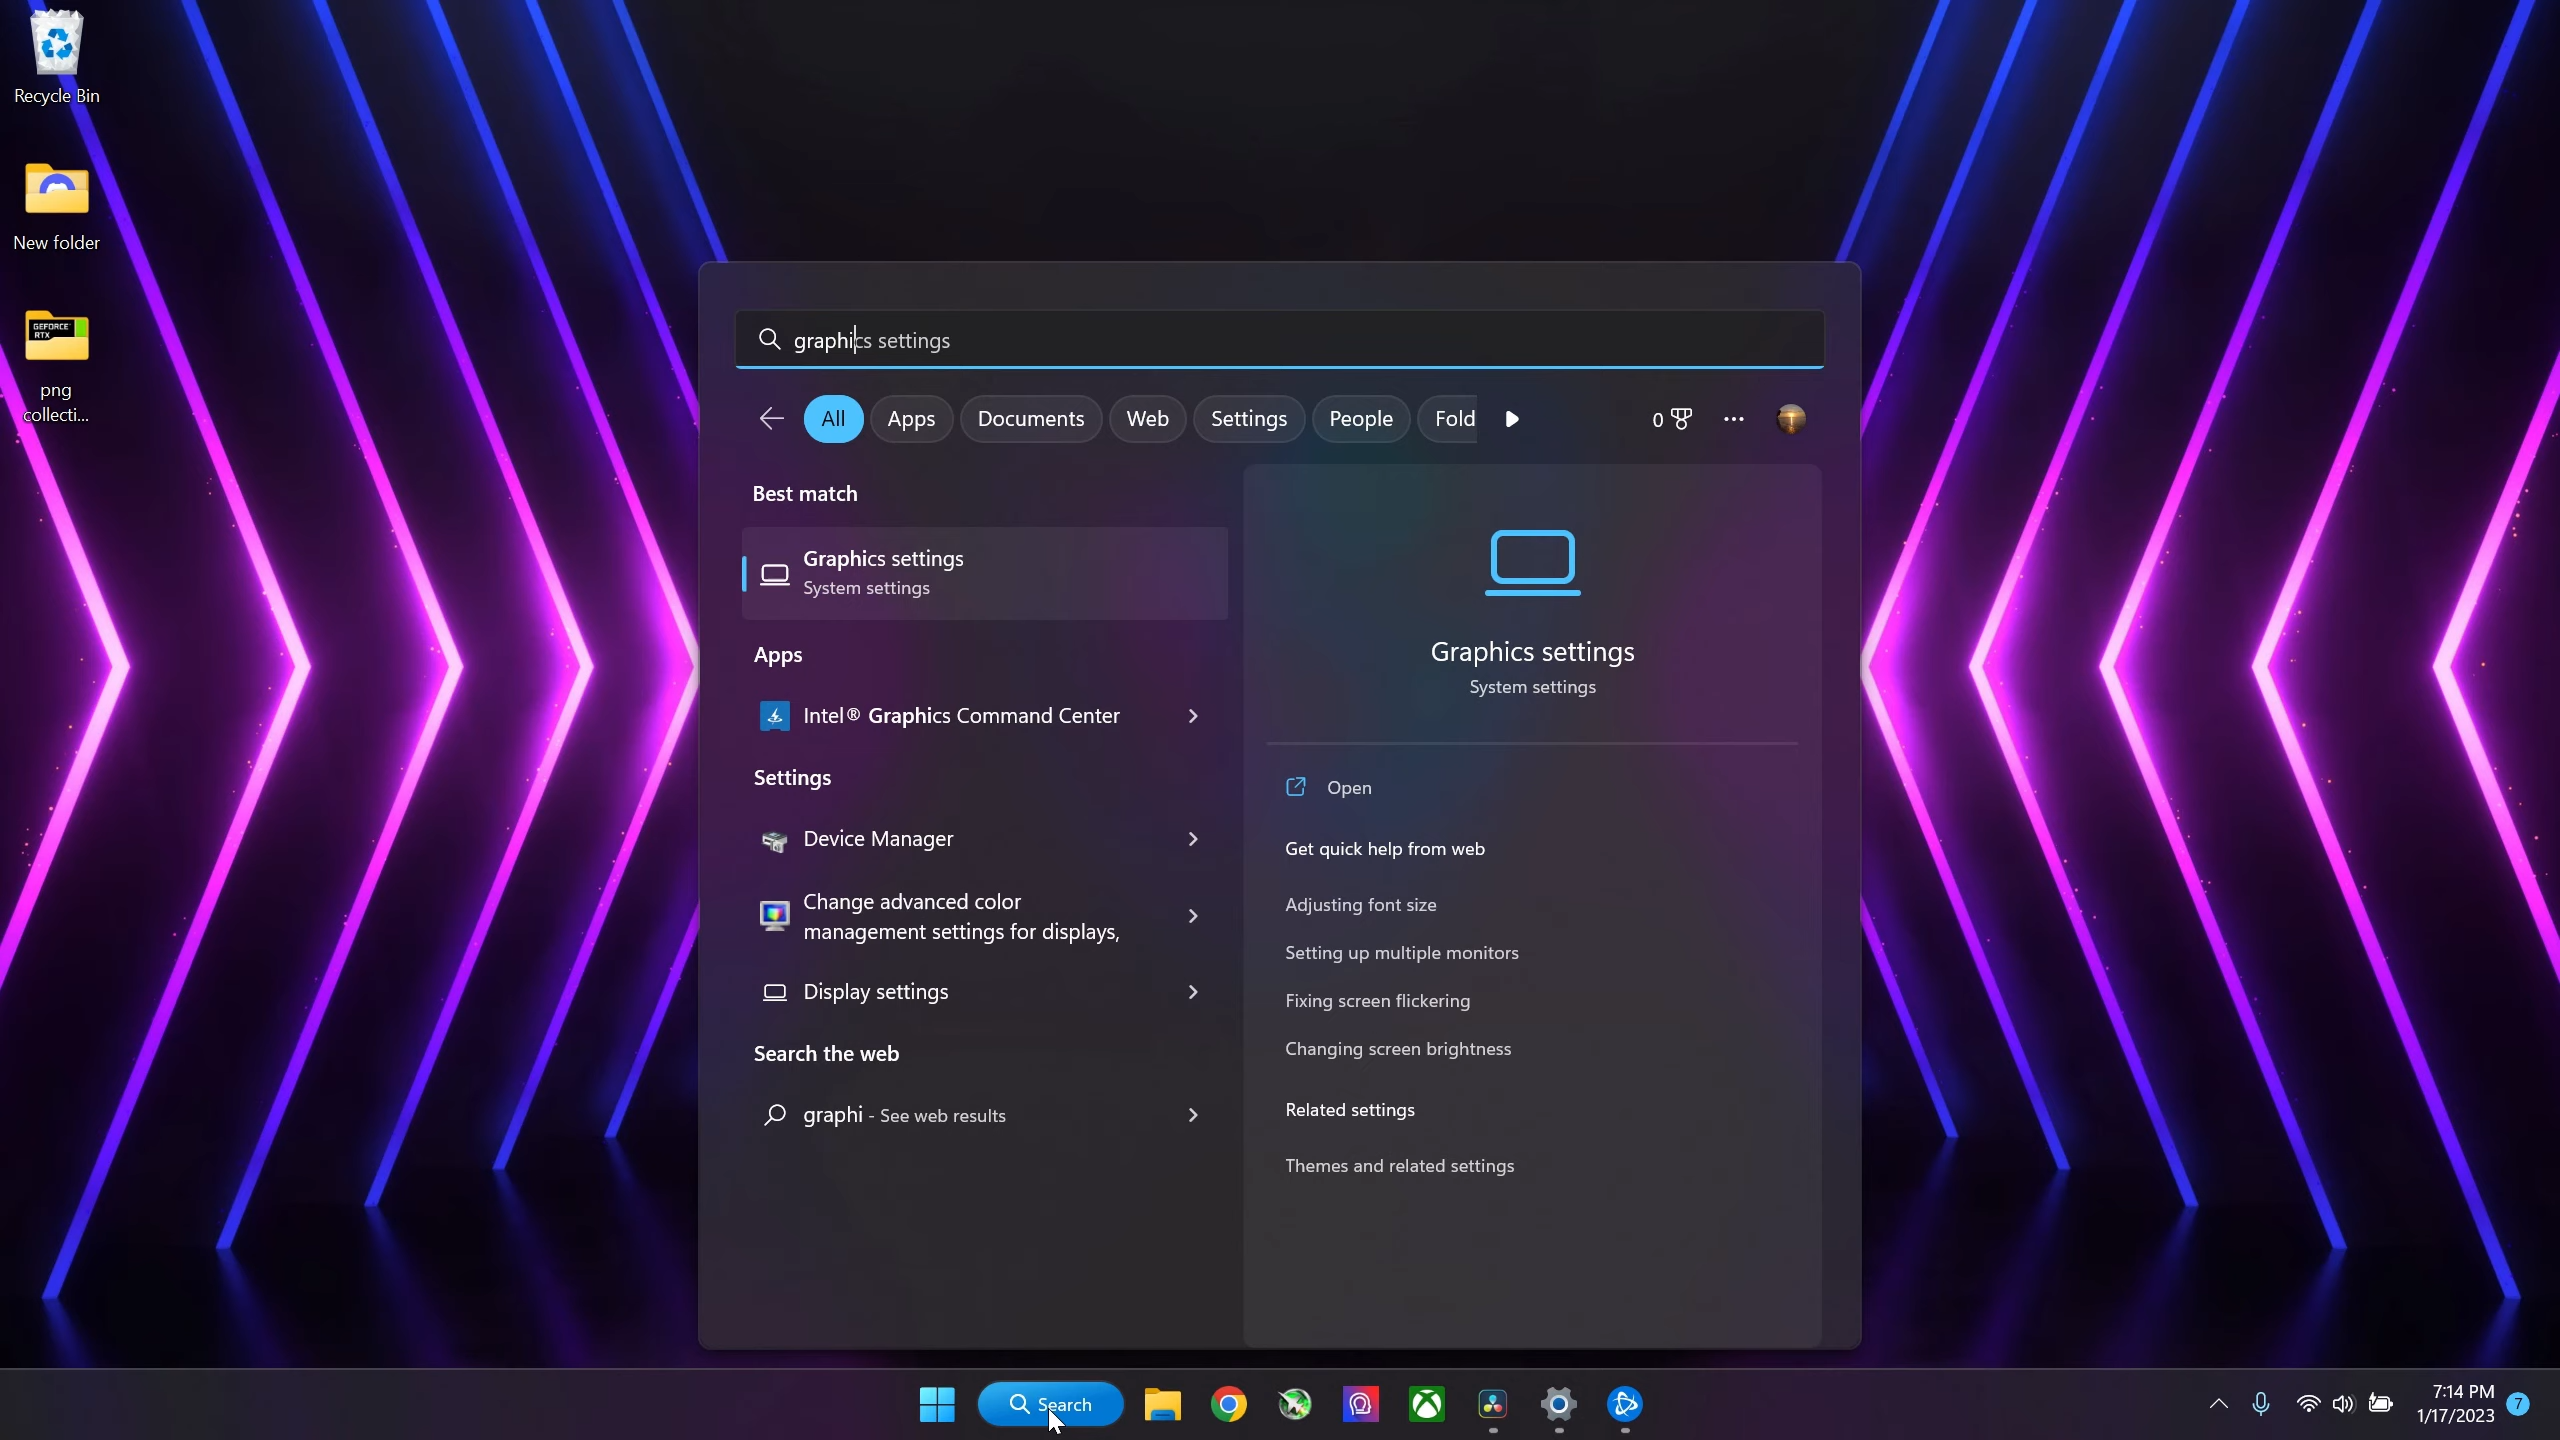 Recycle Bin
New folder
GEFORCE
RTX
png
collecti...
graphics settings
All
Apps
Documents
Web
Settings
People
Fold
0
Best match
Graphics settings
System settings
Apps
Intel® Graphics Command Center
Settings
Device Manager
Change advanced color
management settings for displays,
Display settings
Search the web
graphi - See web results
Graphics settings
System settings
Open
Get quick help from web
Adjusting font size
Setting up multiple monitors
Fixing screen flickering
Changing screen brightness
Related settings
Themes and related settings
Search
7:14 PM
1/17/2023
7